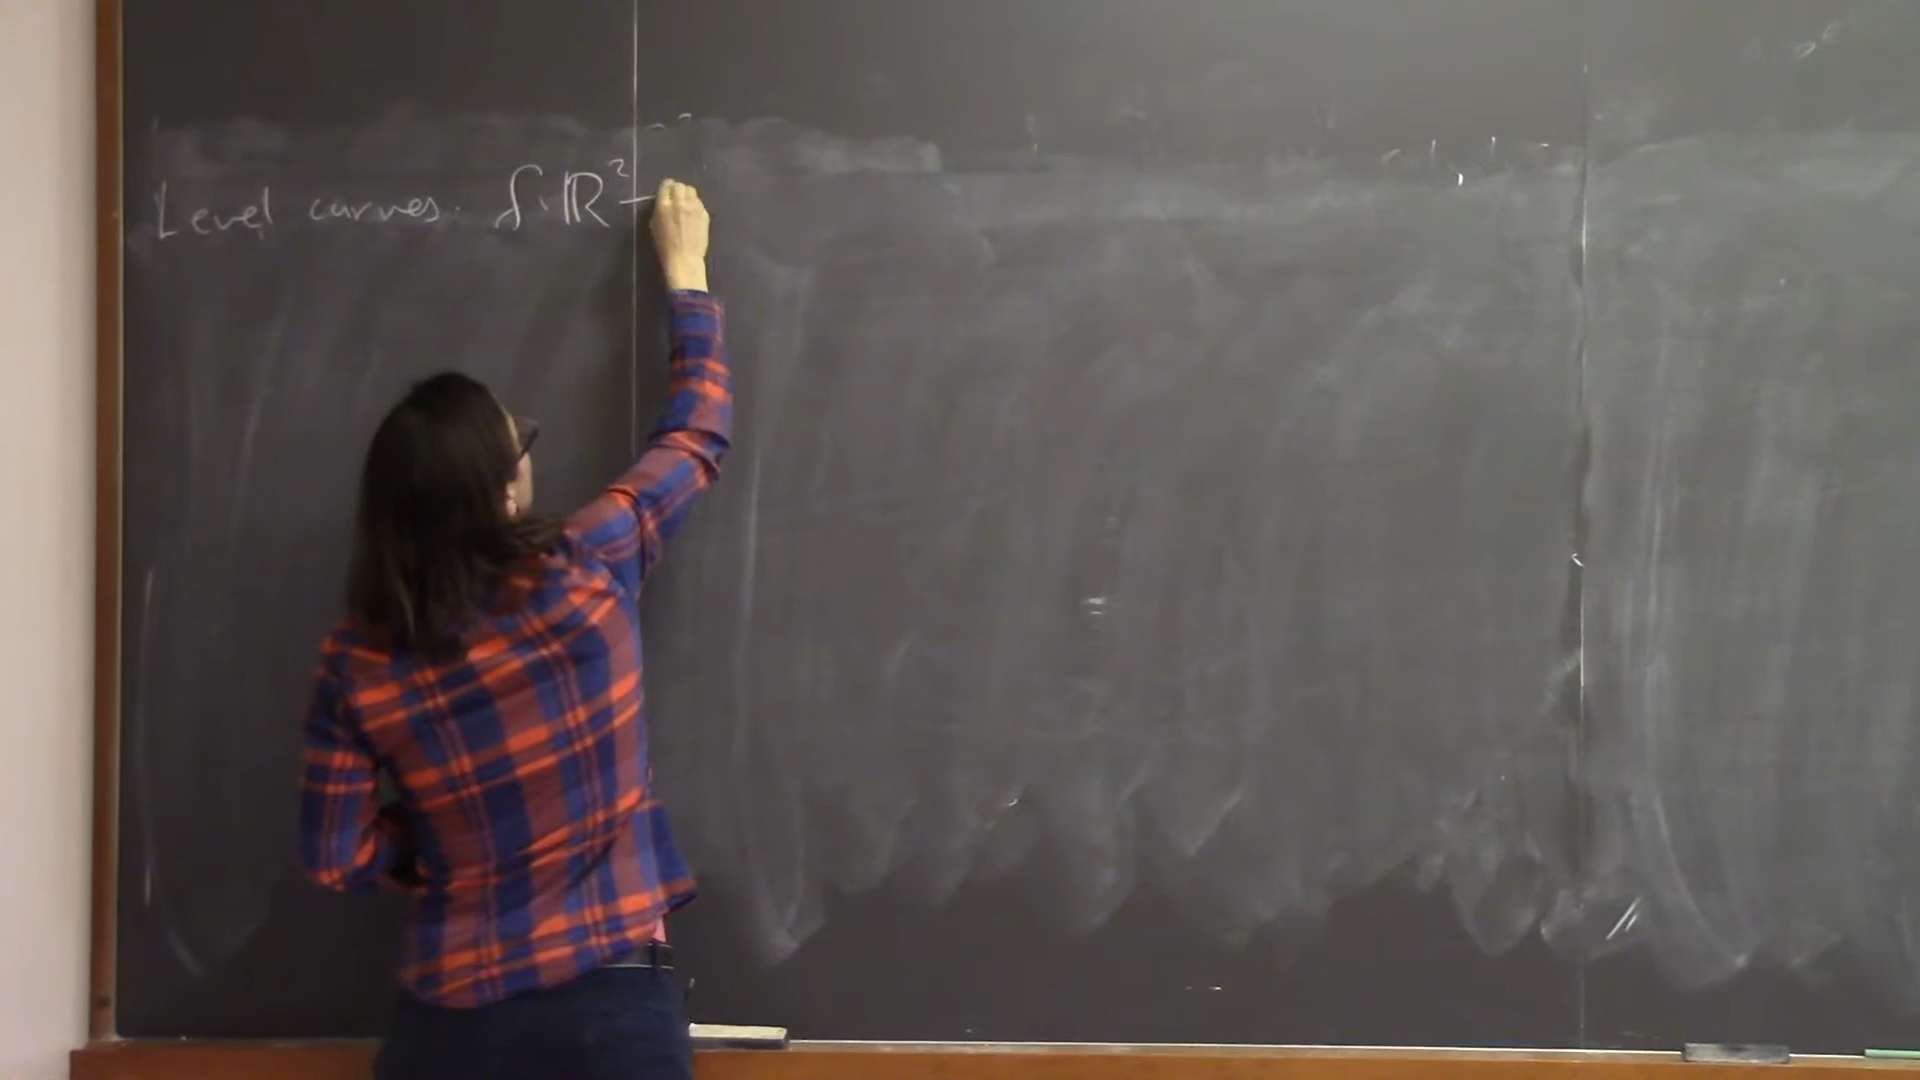 Level curves. f: ℝ² —